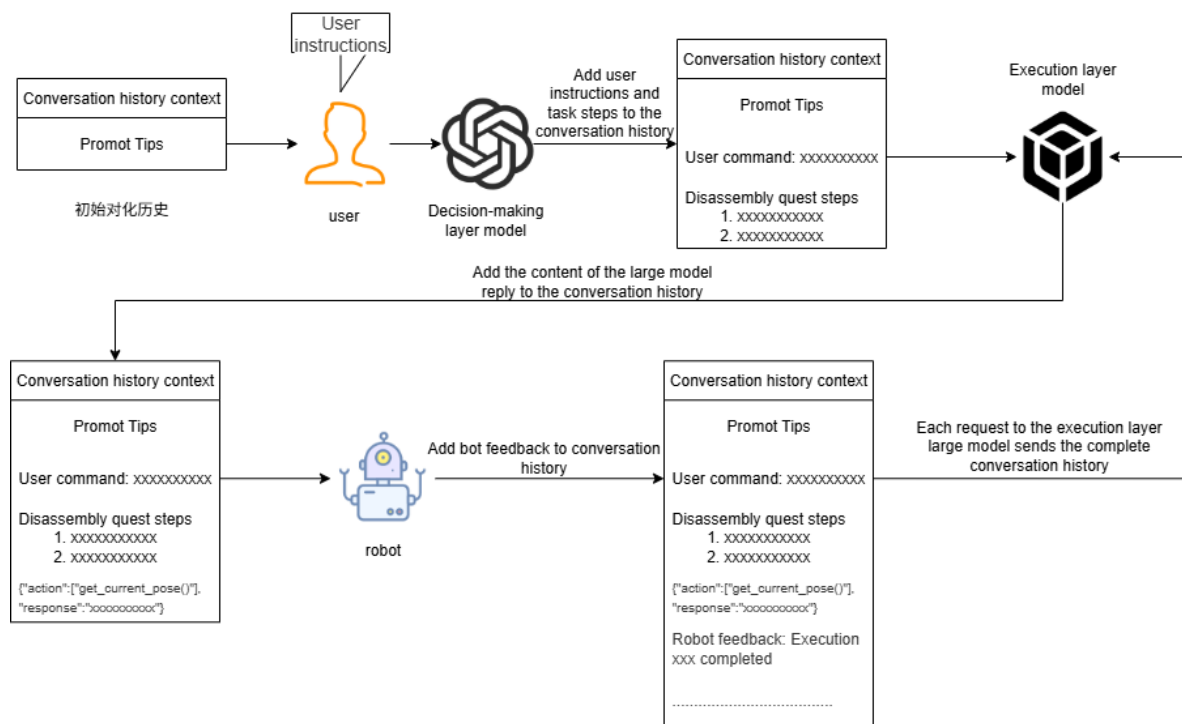 User
instructions
Conversation history context
Promot Tips
初始对化历史
user
Decision-making
layer model
Add user
instructions and
task steps to the
conversation history
Conversation history context
Promot Tips
User command: xxxxxxxxxx
Disassembly quest steps
1. xxxxxxxxxxx
2. xxxxxxxxxxx
Execution layer
model
Add the content of the large model
reply to the conversation history
Conversation history context
Promot Tips
User command: xxxxxxxxxx
Disassembly quest steps
1. xxxxxxxxxxx
2. xxxxxxxxxxx
{"action":["get_current_pose()"],
"response":"xxxxxxxxxx"}
robot
Add bot feedback to conversation
history
Conversation history context
Promot Tips
User command: xxxxxxxxxx
Disassembly quest steps
1. xxxxxxxxxxx
2. xxxxxxxxxxx
{"action":["get_current_pose()"],
"response":"xxxxxxxxxx"}
Robot feedback: Execution
xxx completed
......................................
Each request to the execution layer
large model sends the complete
conversation history